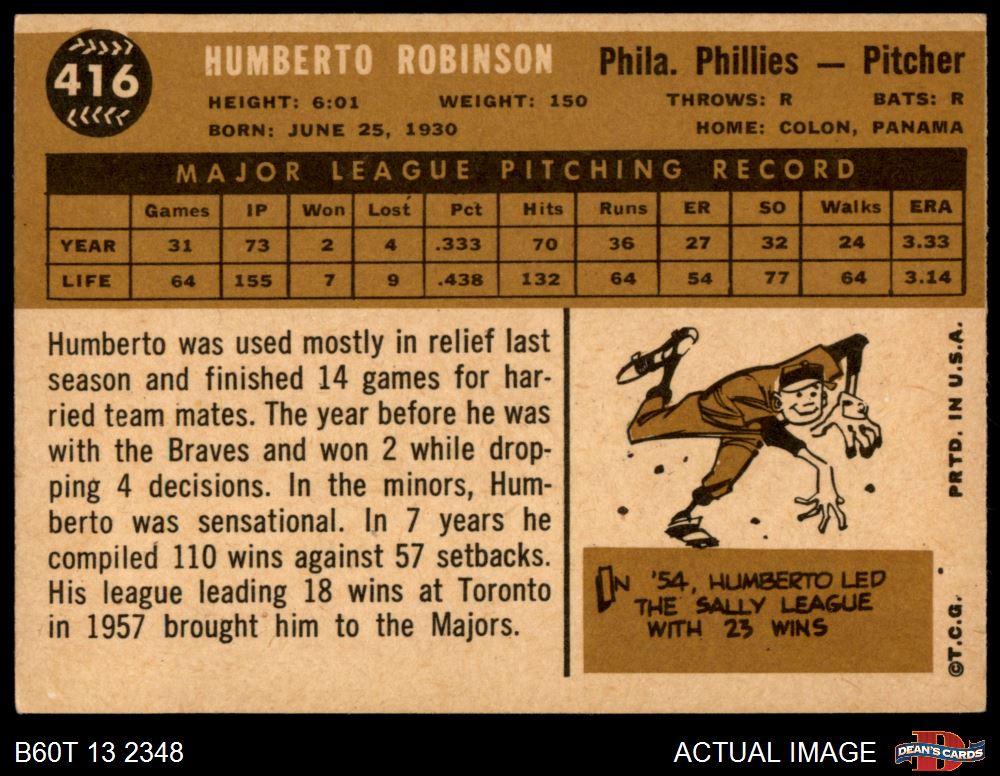 416
HUMBERTO ROBINSON
Phila. Phillies — Pitcher
HEIGHT: 6:01 WEIGHT: 150 THROWS: R BATS: R
BORN: JUNE 25, 1930 HOME: COLON, PANAMA
MAJOR LEAGUE PITCHING RECORD
Games IP Won Lost Pct Hits Runs ER SO Walks ERA
YEAR 31 73 2 4 .333 70 36 27 32 24 3.33
LIFE 64 155 7 9 .438 132 64 54 77 64 3.14
Humberto was used mostly in relief last
season and finished 14 games for har-
ried team mates. The year before he was
with the Braves and won 2 while drop-
ping 4 decisions. In the minors, Hum-
berto was sensational. In 7 years he
compiled 110 wins against 57 setbacks.
His league leading 18 wins at Toronto
in 1957 brought him to the Majors.
IN '54, HUMBERTO LED
THE SALLY LEAGUE
WITH 23 WINS
©T.C.G. PRTD. IN U.S.A.
B60T 13 2348
ACTUAL IMAGE
D
DEAN'S CARDS